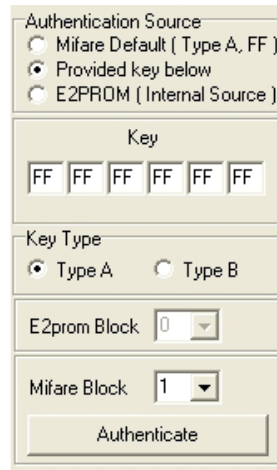 Authentication Source
Mifare Default ( Type A, FF )
Provided key below
E2PROM ( Internal Source )
Key
FF FF FF FF FF FF
Key Type
Type A Type B
E2prom Block 0
Mifare Block 1
Authenticate